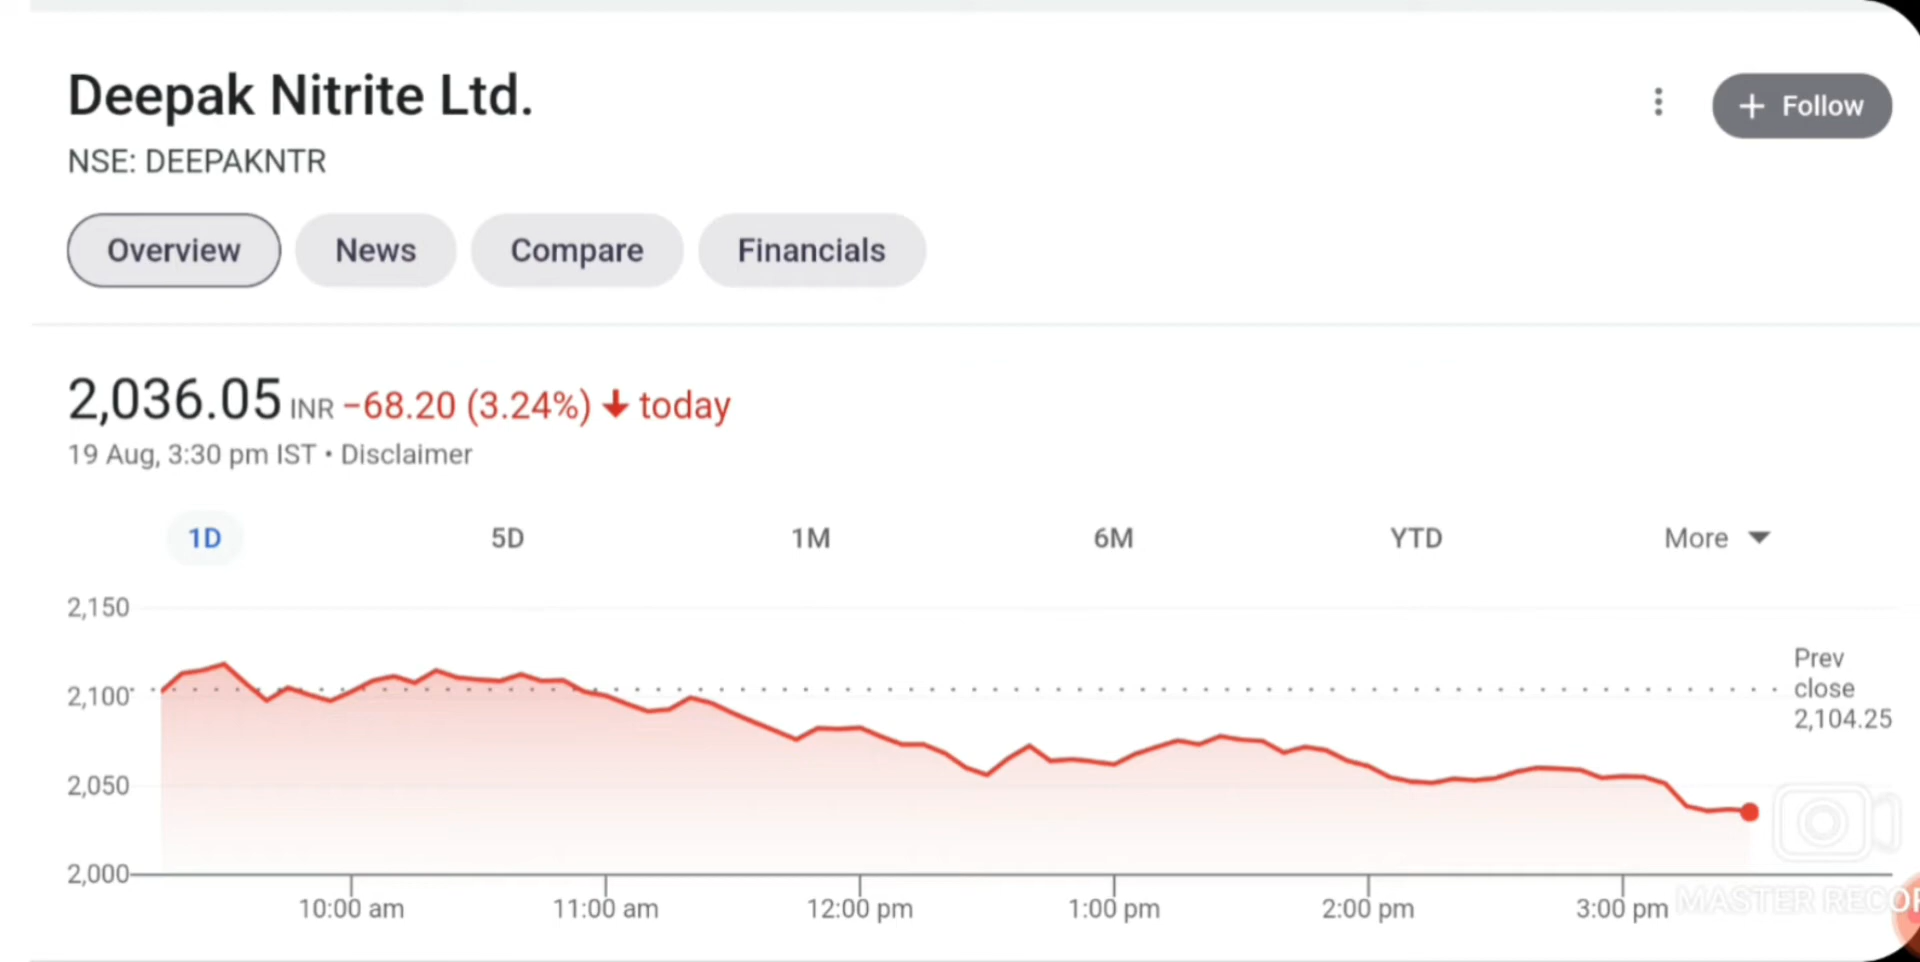 Deepak Nitrite Ltd.
+ Follow
NSE: DEEPAKNTR
Overview News Compare Financials
2,036.05 INR −68.20 (3.24%) ↓ today
19 Aug, 3:30 pm IST • Disclaimer
1D 5D 1M 6M YTD More
2,150
2,100
2,050
2,000
Prev
close
2,104.25
10:00 am 11:00 am 12:00 pm 1:00 pm 2:00 pm 3:00 pm
MASTER RECOR